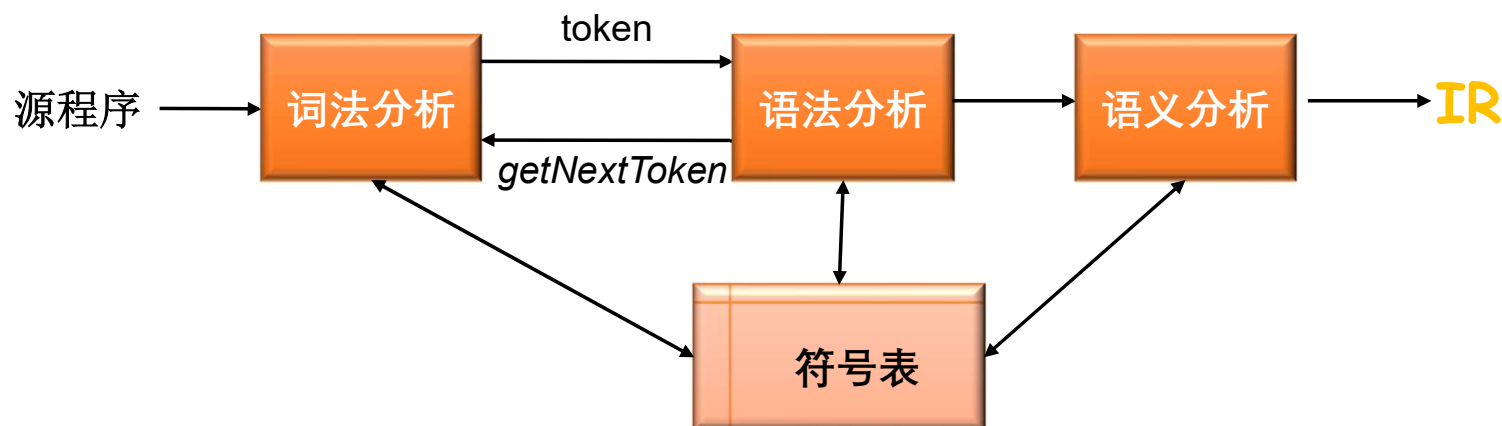 token
源程序
词法分析
语法分析
语义分析
IR
getNextToken
符号表